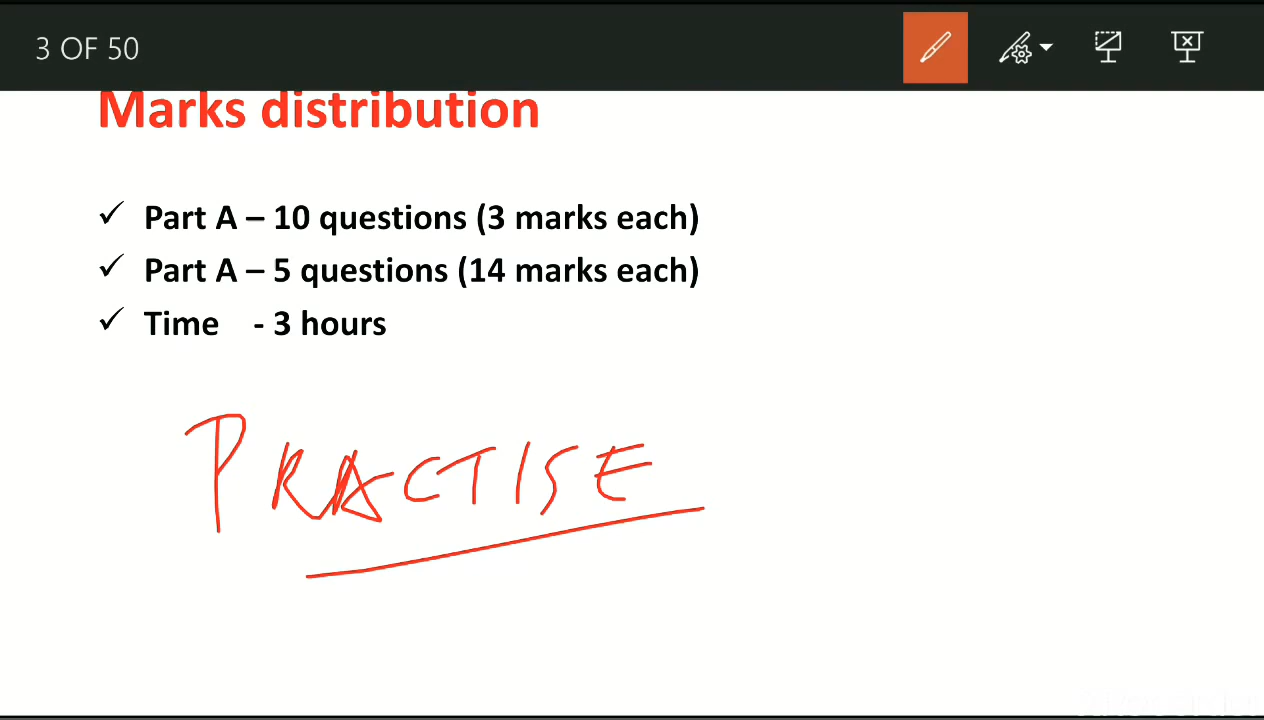 3 OF 50
Marks distribution
✓ Part A – 10 questions (3 marks each)
✓ Part A – 5 questions (14 marks each)
✓ Time - 3 hours
PRACTISE